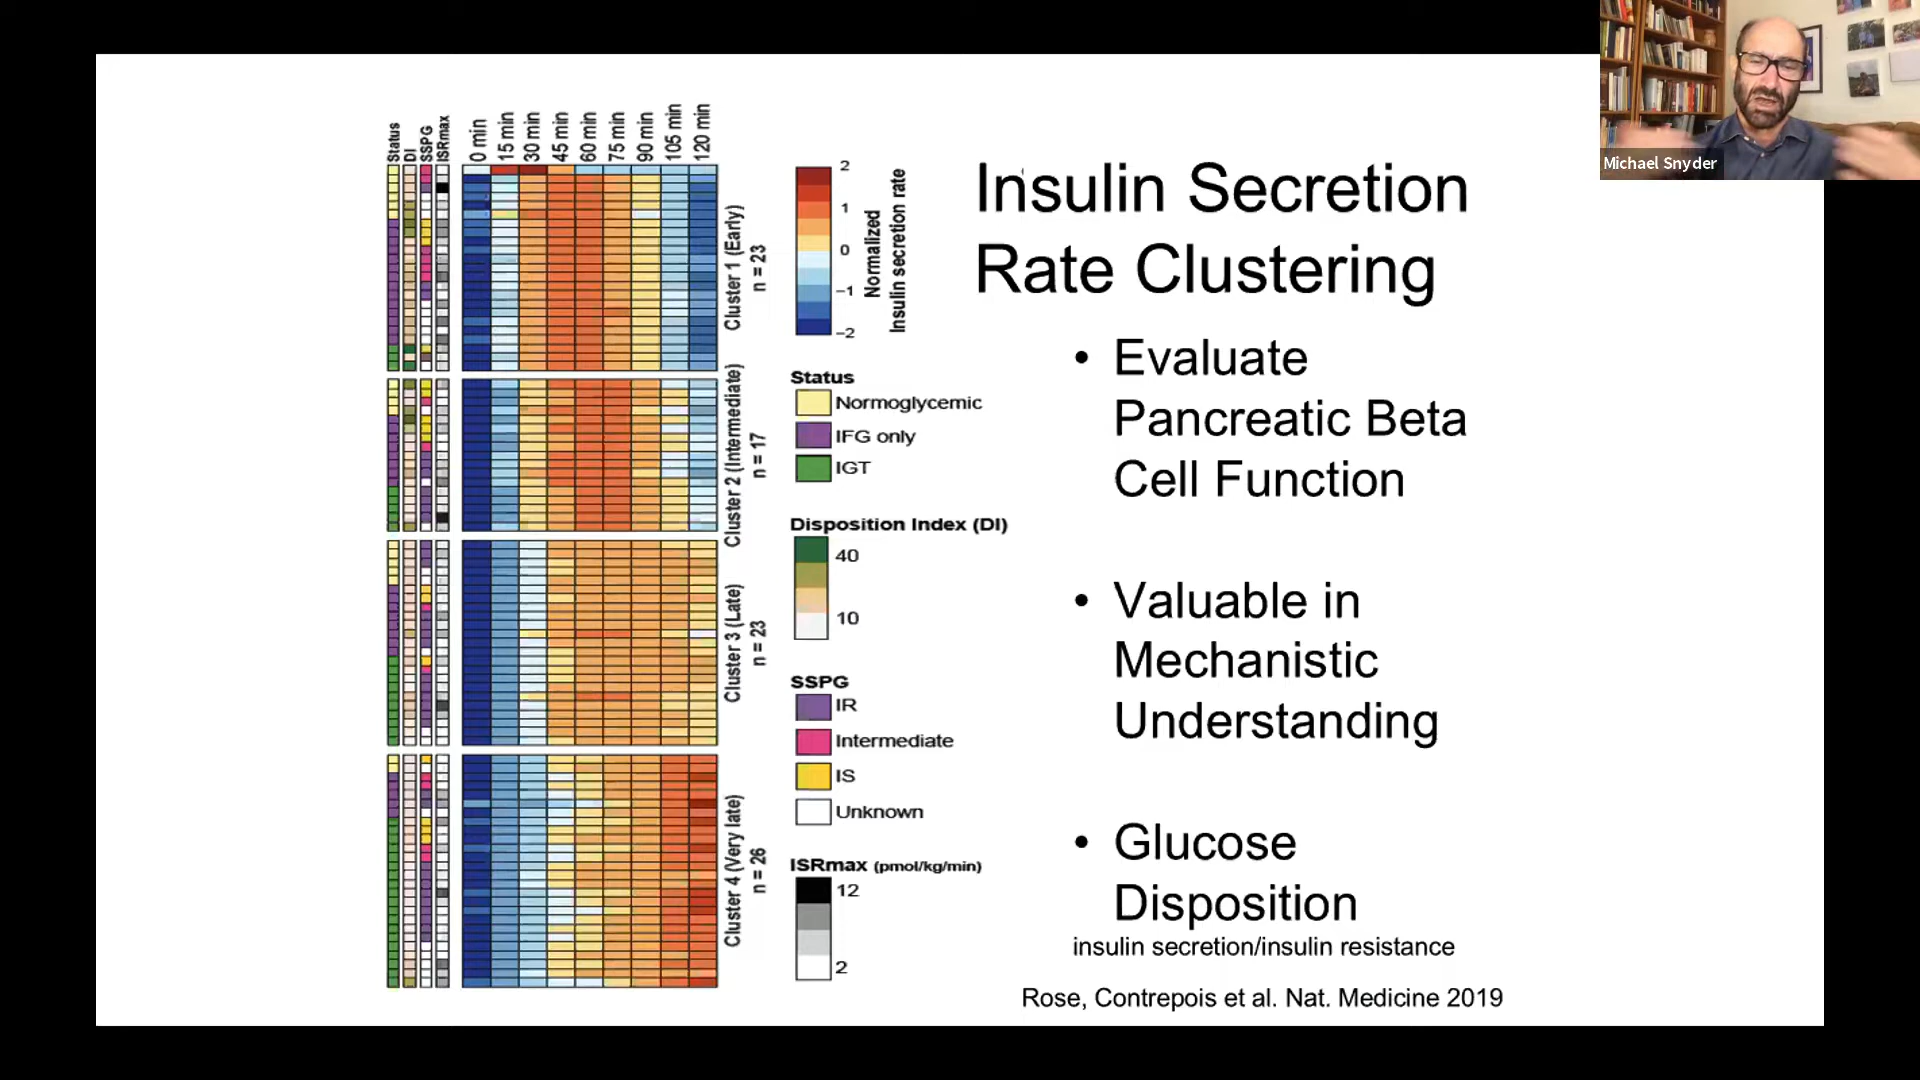 Michael Snyder
Insulin Secretion
Rate Clustering
• Evaluate
Pancreatic Beta
Cell Function
• Valuable in
Mechanistic
Understanding
• Glucose
Disposition
insulin secretion/insulin resistance
Rose, Contrepois et al. Nat. Medicine 2019
Status
DI
SSPG
ISRmax
0 min
15 min
30 min
45 min
60 min
75 min
90 min
105 min
120 min
Cluster 1 (Early)
n = 23
Cluster 2 (Intermediate)
n = 17
Cluster 3 (Late)
n = 23
Cluster 4 (Very late)
n = 26
2
1
0
−1
−2
Normalized
Insulin secretion rate
Status
Normoglycemic
IFG only
IGT
Disposition Index (DI)
40
10
SSPG
IR
Intermediate
IS
Unknown
ISRmax (pmol/kg/min)
12
2